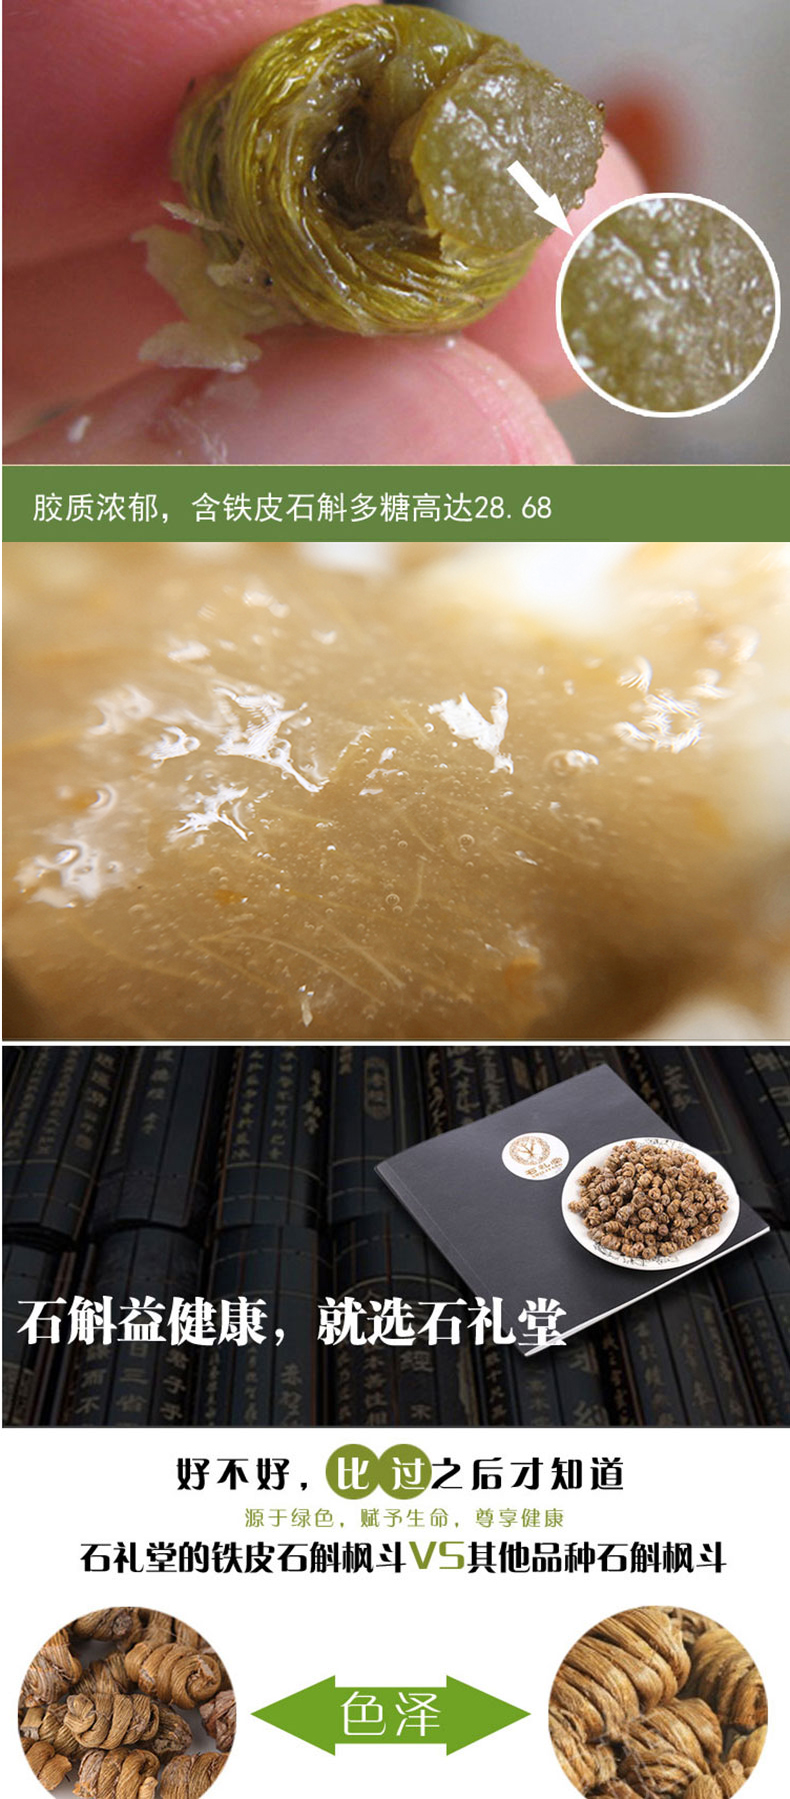 胶质浓郁，含铁皮石斛多糖高达28.68
石礼堂
石斛益健康，就选石礼堂
好不好，比过之后才知道
源于绿色，赋予生命，尊享健康
石礼堂的铁皮石斛枫斗VS其他品种石斛枫斗
色泽